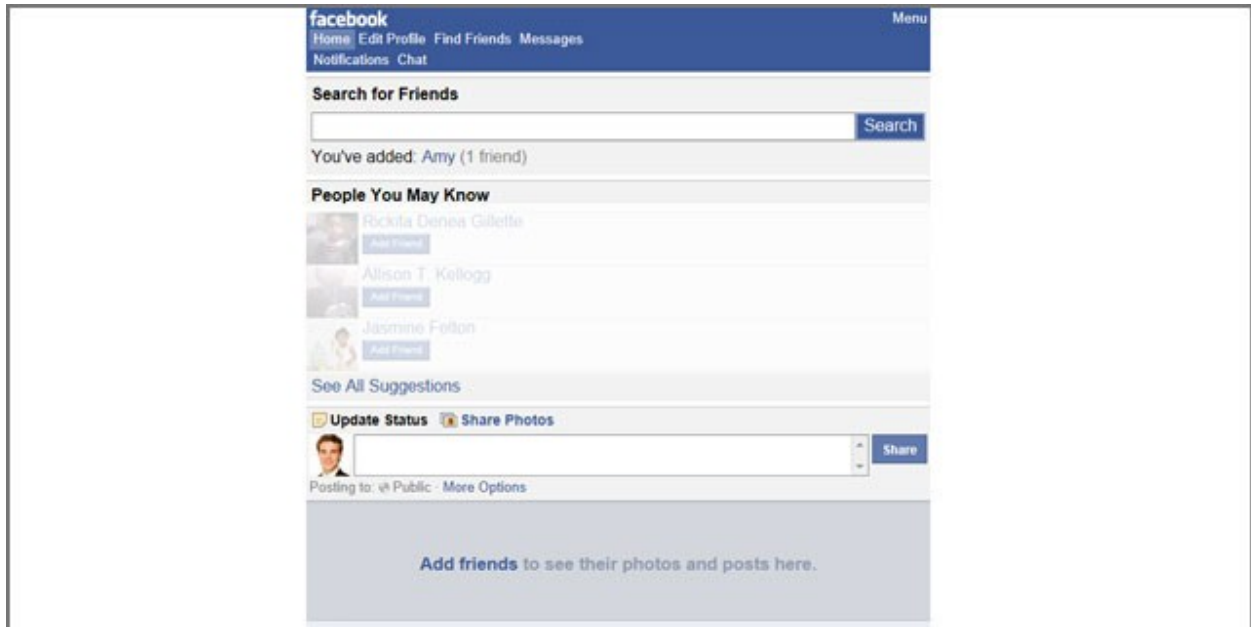 facebook Menu
Home Edit Profile Find Friends Messages
Notifications Chat
Search for Friends
Search
You've added: Amy (1 friend)
People You May Know
Rickita Denea Gillette
Add Friend
Allison T. Kellogg
Add Friend
Jasmine Felton
Add Friend
See All Suggestions
Update Status Share Photos
Share
Posting to: Public · More Options
Add friends to see their photos and posts here.